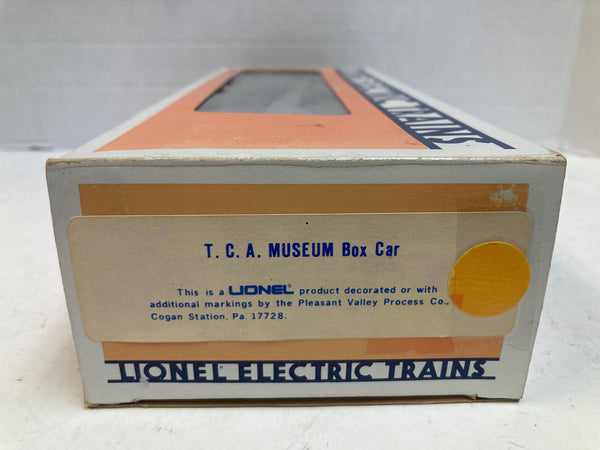 TRAINS
T. C. A. MUSEUM Box Car
This is a LIONEL product decorated or with
additional markings by the Pleasant Valley Process Co.,
Cogan Station, Pa. 17728.
LIONEL ELECTRIC TRAINS